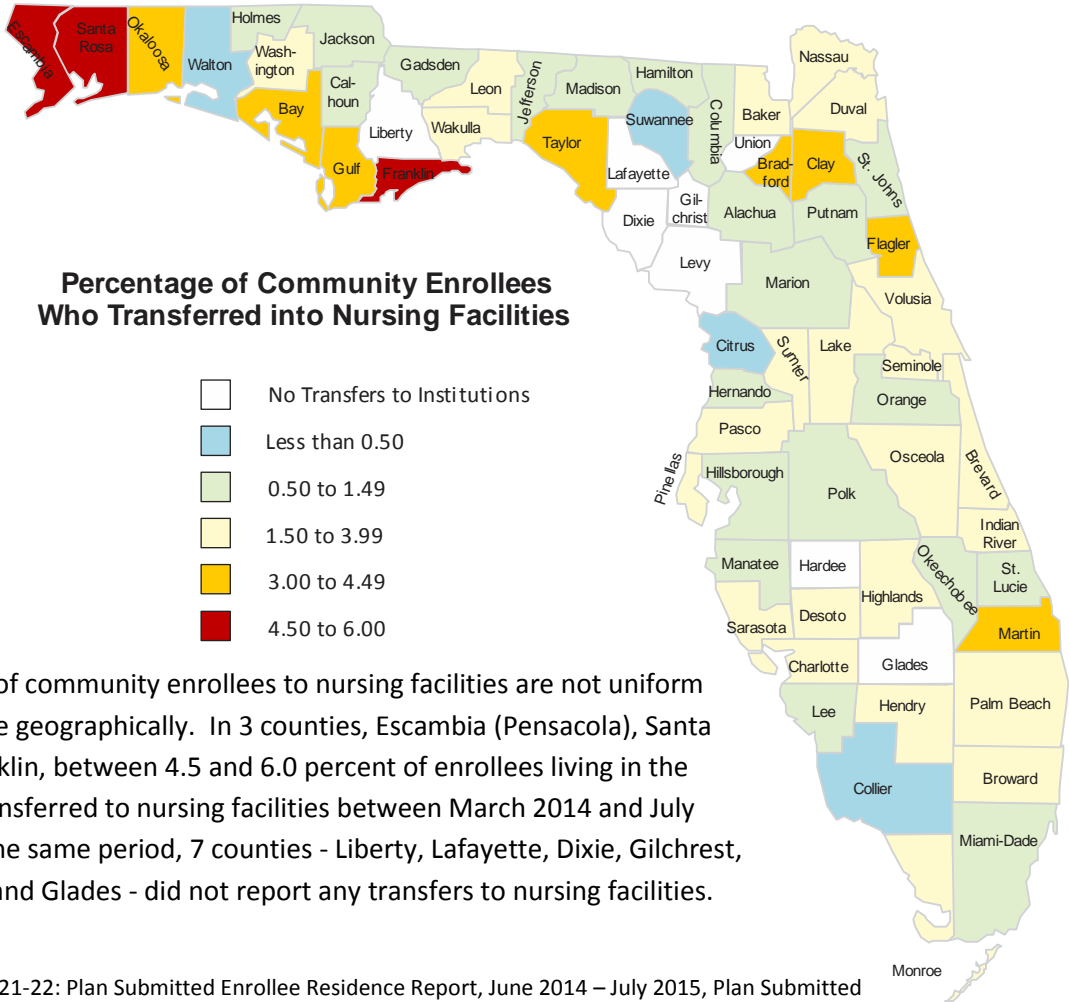 Escambia
Santa
Rosa
Okaloosa
Walton
Holmes
Wash-
ington
Bay
Jackson
Cal-
houn
Gulf
Gadsden
Liberty
Franklin
Leon
Wakulla
Jefferson
Madison
Taylor
Hamilton
Suwannee
Lafayette
Dixie
Columbia
Gil-
christ
Levy
Baker
Union
Brad-
ford
Alachua
Nassau
Duval
Clay
St. Johns
Putnam
Flagler
Marion
Volusia
Percentage of Community Enrollees
Who Transferred into Nursing Facilities
No Transfers to Institutions
Less than 0.50
0.50 to 1.49
1.50 to 3.99
3.00 to 4.49
4.50 to 6.00
Citrus
Sumter
Lake
Seminole
Hernando
Orange
Pasco
Pinellas
Hillsborough
Polk
Osceola
Brevard
Indian
River
Manatee
Hardee
Highlands
Okeechobee
St.
Lucie
Sarasota
Desoto
Martin
Charlotte
Glades
Lee
Hendry
Palm Beach
Collier
Broward
Miami-Dade
Monroe
of community enrollees to nursing facilities are not uniform
e geographically. In 3 counties, Escambia (Pensacola), Santa
klin, between 4.5 and 6.0 percent of enrollees living in the
nsferred to nursing facilities between March 2014 and July
he same period, 7 counties - Liberty, Lafayette, Dixie, Gilchrest,
and Glades - did not report any transfers to nursing facilities.
21-22: Plan Submitted Enrollee Residence Report, June 2014 – July 2015, Plan Submitted